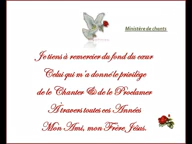 Ministère de chants
Je tiens à remercier du fond du cœur
Celui qui m'a donné le privilège
de le Chanter & de le Proclamer
A travers toutes ces Années
Mon Ami, mon Frère, Jésus.